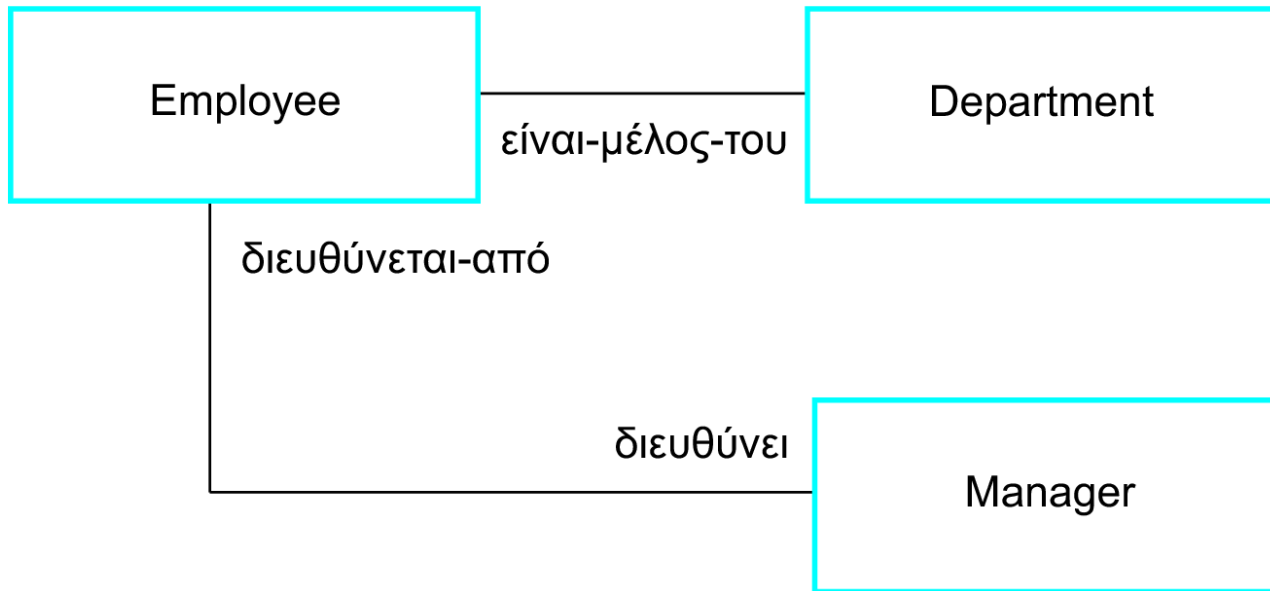 Employee
Department
είναι-μέλος-του
διευθύνεται-από
διευθύνει
Manager